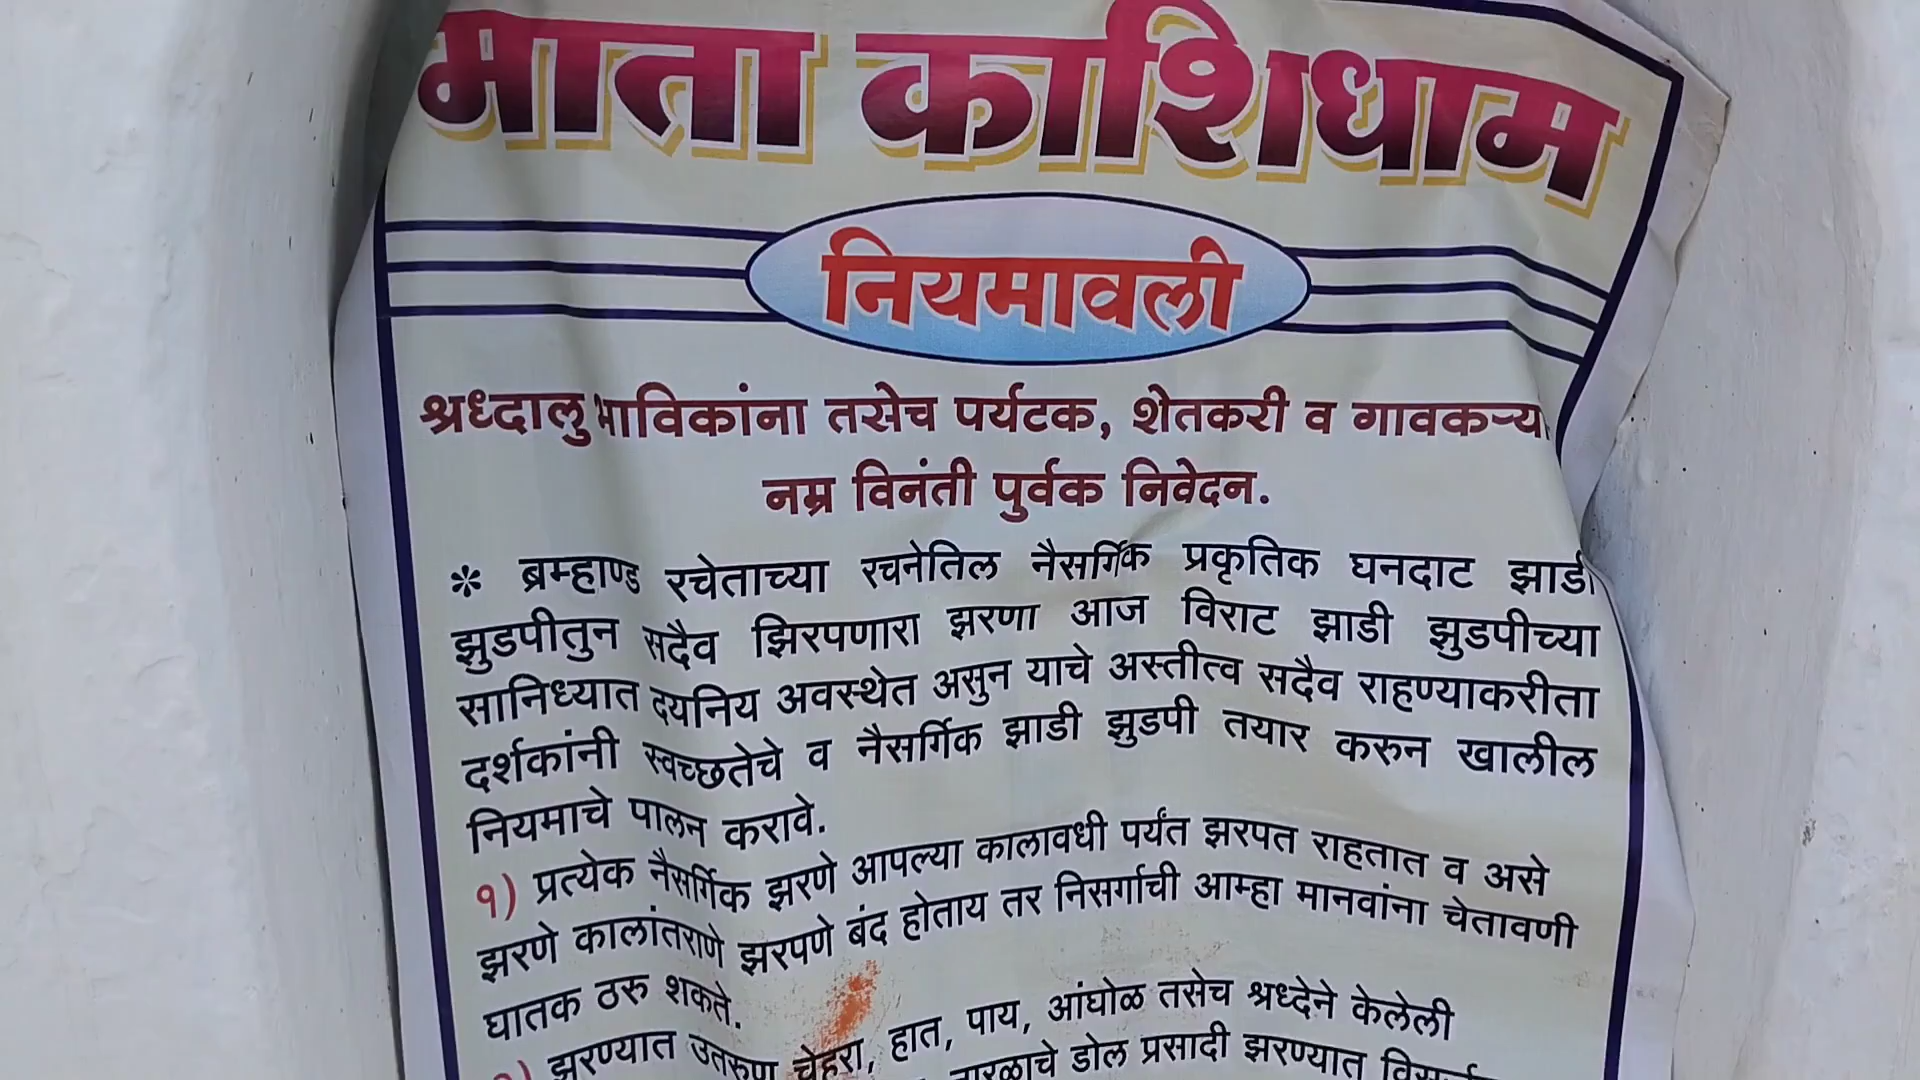 माता काशिधाम
नियमावली
श्रध्दालु भाविकांना तसेच पर्यटक, शेतकरी व गावकऱ्या
नम्र विनंती पुर्वक निवेदन.
* ब्रम्हाण्ड रचेताच्या रचनेतिल नैसर्गिक प्रकृतिक घनदाट झाडी
झुडपीतुन सदैव झिरपणारा झरणा आज विराट झाडी झुडपीच्या
सानिध्यात दयनिय अवस्थेत असुन याचे अस्तीत्व सदैव राहण्याकरीता
दर्शकांनी स्वच्छतेचे व नैसर्गिक झाडी झुडपी तयार करुन खालील
नियमाचे पालन करावे.
१) प्रत्येक नैसर्गिक झरणे आपल्या कालावधी पर्यंत झरपत राहतात व असे
झरणे कालांतराणे झरपणे बंद होताय तर निसर्गाची आम्हा मानवांना चेतावणी
घातक ठरु शकते.
झरण्यात उतरुण चेहरा, हात, पाय, आंघोळ तसेच श्रध्देने केलेली
नारळाचे डोल प्रसादी झरण्यात